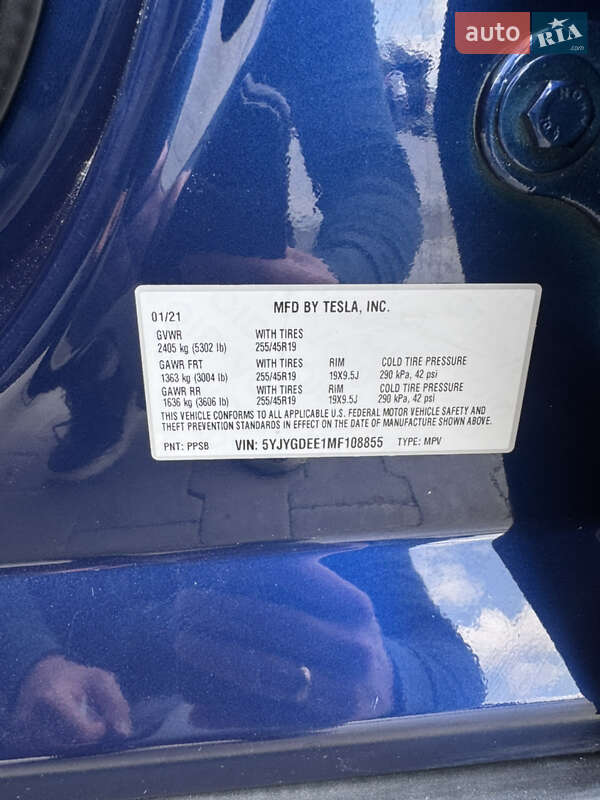 auto RIA .com
01/21 MFD BY TESLA, INC.
GVWR WITH TIRES
2405 kg (5302 lb) 255/45R19
GAWR FRT WITH TIRES RIM COLD TIRE PRESSURE
1363 kg (3004 lb) 255/45R19 19X9.5J 290 kPa, 42 psi
GAWR RR WITH TIRES RIM COLD TIRE PRESSURE
1636 kg (3606 lb) 255/45R19 19X9.5J 290 kPa, 42 psi
THIS VEHICLE CONFORMS TO ALL APPLICABLE U.S. FEDERAL MOTOR VEHICLE SAFETY AND
THEFT PREVENTION STANDARDS IN EFFECT ON THE DATE OF MANUFACTURE SHOWN ABOVE.
PNT: PPSB VIN: 5YJYGDEE1MF108855 TYPE: MPV